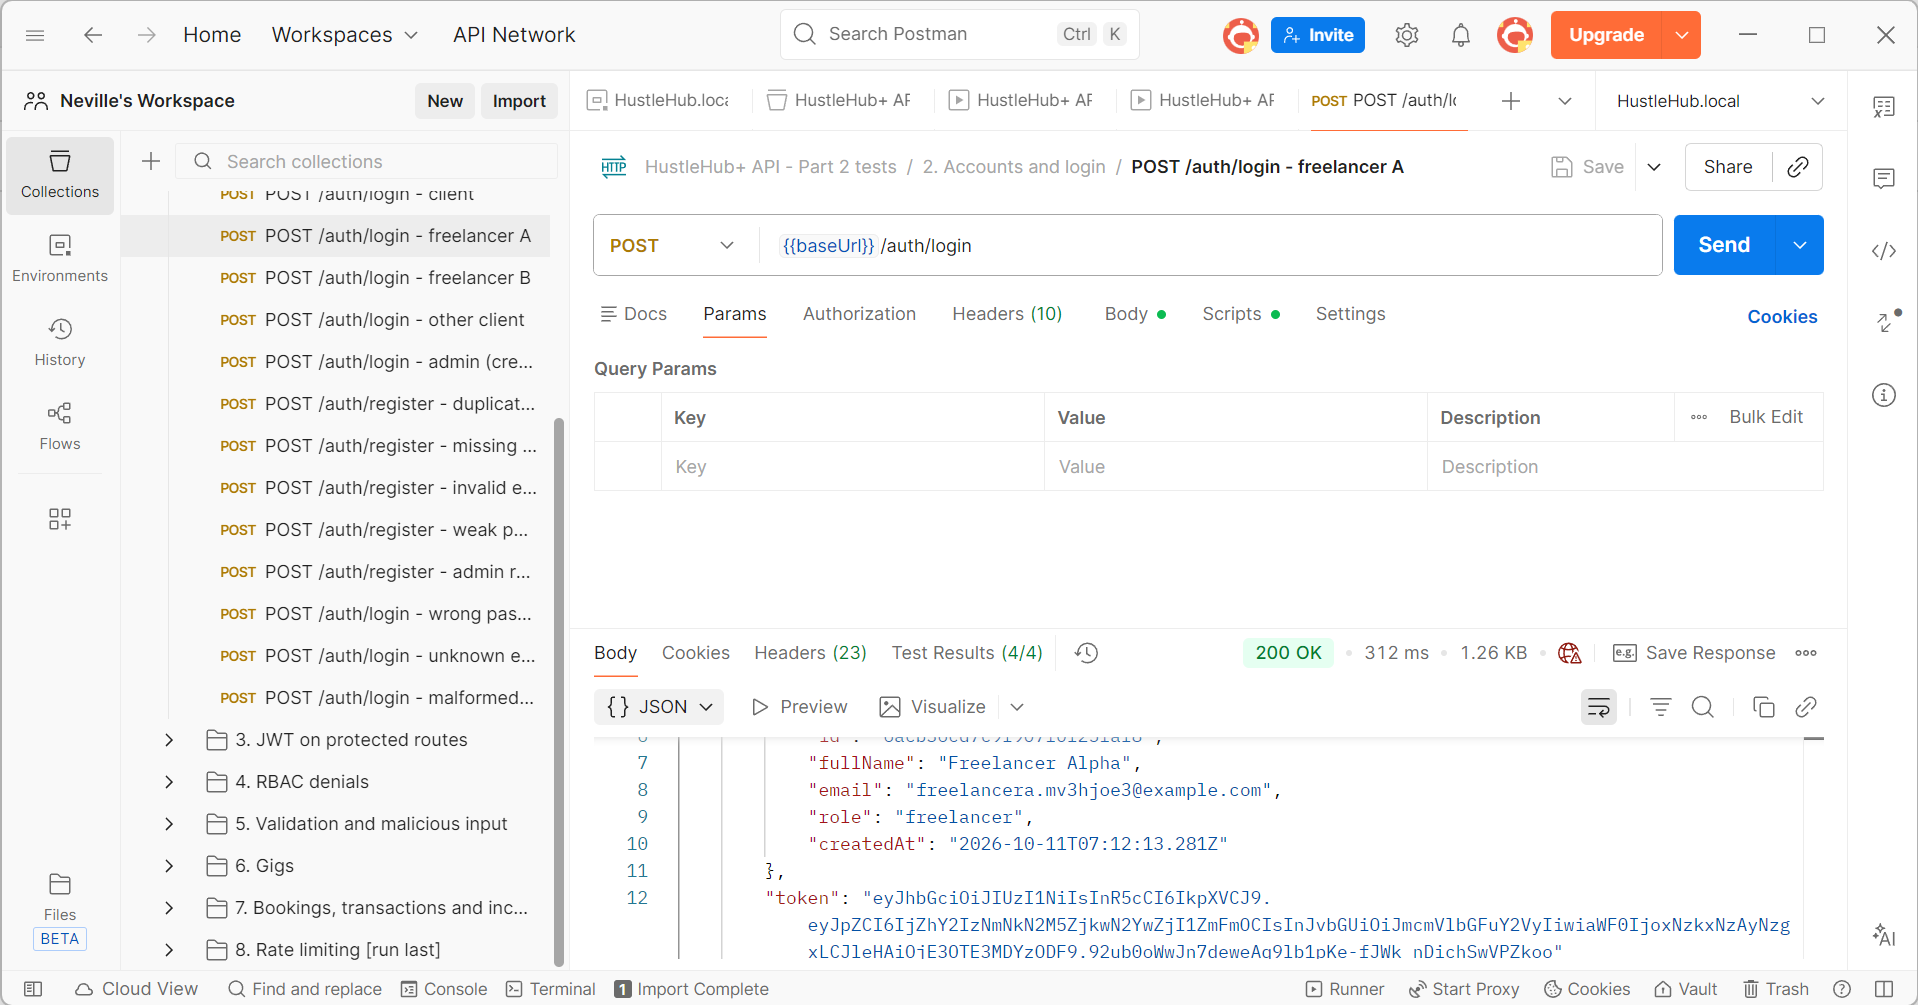 Home
Workspaces
API Network
Search Postman
Ctrl K
Invite
Upgrade
Neville's Workspace
New
Import
HustleHub.loca
HustleHub+ AF
HustleHub+ AF
HustleHub+ AF
POST POST /auth/lo
HustleHub.local
Collections
Environments
History
Flows
Files
BETA
Search collections
POST POST /auth/login - client
POST POST /auth/login - freelancer A
POST POST /auth/login - freelancer B
POST POST /auth/login - other client
POST POST /auth/login - admin (cre...
POST POST /auth/register - duplicat...
POST POST /auth/register - missing ...
POST POST /auth/register - invalid e...
POST POST /auth/register - weak p...
POST POST /auth/register - admin r...
POST POST /auth/login - wrong pas...
POST POST /auth/login - unknown e...
POST POST /auth/login - malformed...
3. JWT on protected routes
4. RBAC denials
5. Validation and malicious input
6. Gigs
7. Bookings, transactions and inc...
8. Rate limiting [run last]
HTTP HustleHub+ API - Part 2 tests / 2. Accounts and login / POST /auth/login - freelancer A
Save
Share
POST {{baseUrl}} /auth/login
Send
Docs Params Authorization Headers (10) Body Scripts Settings
Cookies
Query Params
Key Value Description Bulk Edit
Key Value Description
Body Cookies Headers (23) Test Results (4/4)
200 OK 312 ms 1.26 KB e.g. Save Response
{} JSON Preview Visualize
7 "fullName": "Freelancer Alpha",
8 "email": "freelancera.mv3hjoe3@example.com",
9 "role": "freelancer",
10 "createdAt": "2026-10-11T07:12:13.281Z"
11 },
12 "token": "eyJhbGciOiJIUzI1NiIsInR5cCI6IkpXVCJ9.
eyJpZCI6IjZhY2IzNmNkN2M5ZjkwN2YwZjI1ZmFmOCIsInJvbGUiOiJmcmVlbGFuY2VyIiwiaWF0IjoxNzkxNzAyNzg
xLCJleHAiOjE3OTE3MDYzODF9.92ub0oWwJn7deweAq9lb1pKe-fJWk_nDichSwVPZkoo"
AI
Cloud View Find and replace Console Terminal 1 Import Complete
Runner Start Proxy Cookies Vault Trash